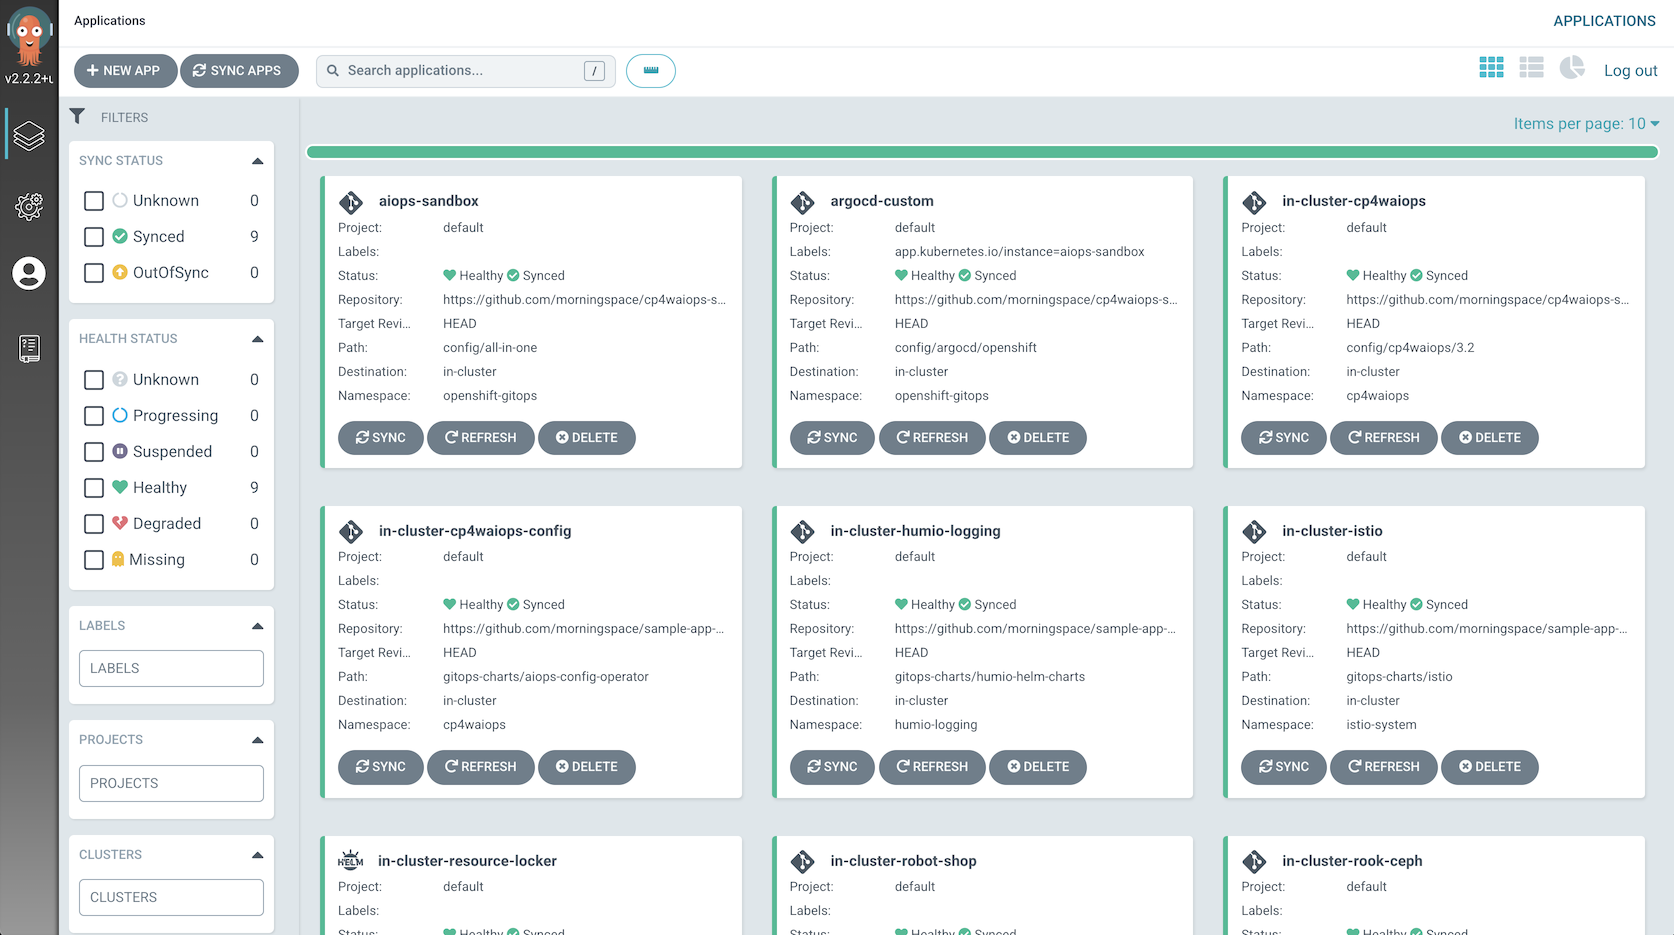 Applications
APPLICATIONS
v2.2.2+
NEW APP
SYNC APPS
Search applications...
/
Log out
FILTERS
Items per page: 10
SYNC STATUS
Unknown 0
Synced 9
OutOfSync 0
HEALTH STATUS
Unknown 0
Progressing 0
Suspended 0
Healthy 9
Degraded 0
Missing 0
LABELS
LABELS
PROJECTS
PROJECTS
CLUSTERS
CLUSTERS
aiops-sandbox
Project: default
Labels:
Status: Healthy Synced
Repository: https://github.com/morningspace/cp4waiops-s...
Target Revi... HEAD
Path: config/all-in-one
Destination: in-cluster
Namespace: openshift-gitops
SYNC REFRESH DELETE
argocd-custom
Project: default
Labels: app.kubernetes.io/instance=aiops-sandbox
Status: Healthy Synced
Repository: https://github.com/morningspace/cp4waiops-s...
Target Revi... HEAD
Path: config/argocd/openshift
Destination: in-cluster
Namespace: openshift-gitops
SYNC REFRESH DELETE
in-cluster-cp4waiops
Project: default
Labels:
Status: Healthy Synced
Repository: https://github.com/morningspace/cp4waiops-s...
Target Revi... HEAD
Path: config/cp4waiops/3.2
Destination: in-cluster
Namespace: cp4waiops
SYNC REFRESH DELETE
in-cluster-cp4waiops-config
Project: default
Labels:
Status: Healthy Synced
Repository: https://github.com/morningspace/sample-app-...
Target Revi... HEAD
Path: gitops-charts/aiops-config-operator
Destination: in-cluster
Namespace: cp4waiops
SYNC REFRESH DELETE
in-cluster-humio-logging
Project: default
Labels:
Status: Healthy Synced
Repository: https://github.com/morningspace/sample-app-...
Target Revi... HEAD
Path: gitops-charts/humio-helm-charts
Destination: in-cluster
Namespace: humio-logging
SYNC REFRESH DELETE
in-cluster-istio
Project: default
Labels:
Status: Healthy Synced
Repository: https://github.com/morningspace/sample-app-...
Target Revi... HEAD
Path: gitops-charts/istio
Destination: in-cluster
Namespace: istio-system
SYNC REFRESH DELETE
HELM in-cluster-resource-locker
Project: default
Labels:
Status: Healthy Synced
in-cluster-robot-shop
Project: default
Labels:
Status: Healthy Synced
in-cluster-rook-ceph
Project: default
Labels:
Status: Healthy Synced